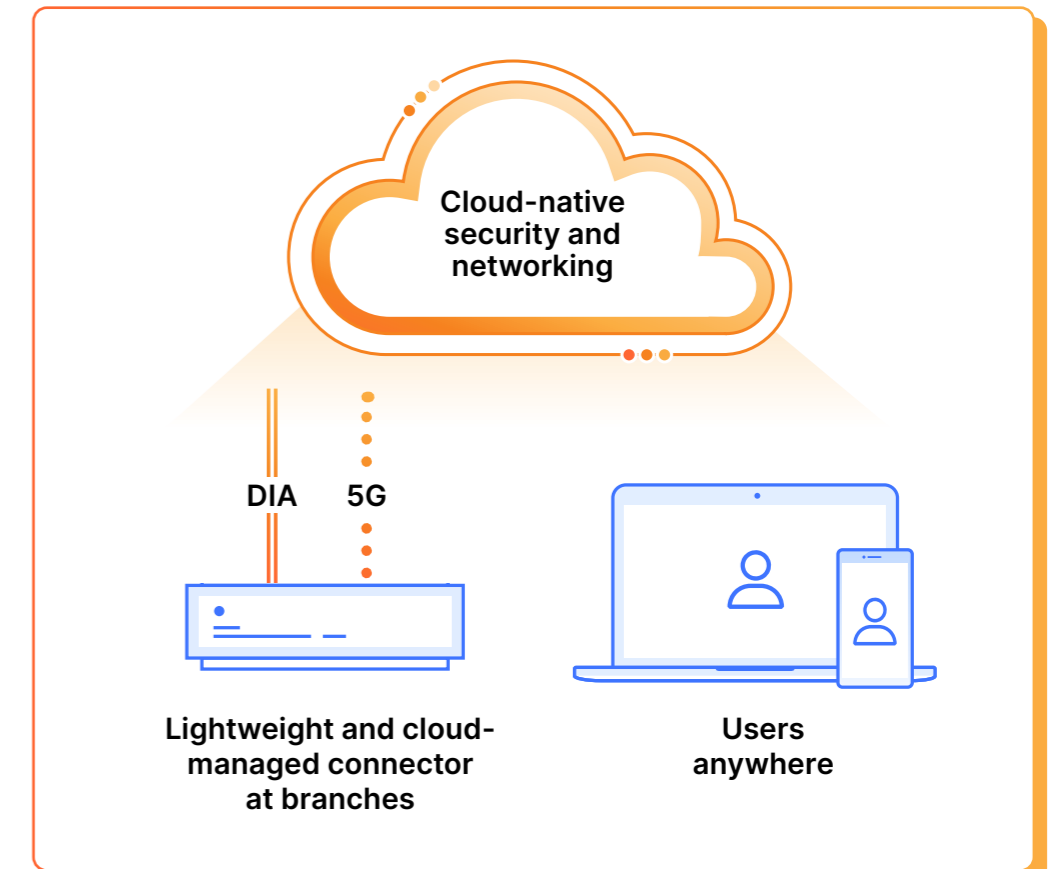 Cloud-native
security and
networking
DIA
5G
Lightweight and cloud-
managed connector
at branches
Users
anywhere